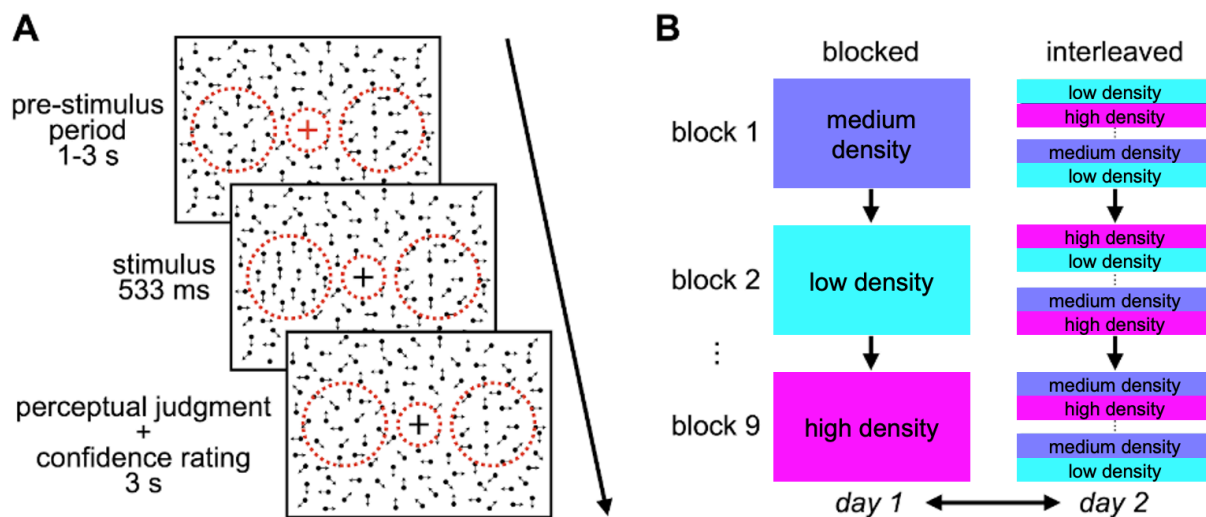 A
pre-stimulus
period
1-3 s
stimulus
533 ms
perceptual judgment
+
confidence rating
3 s
B
blocked
interleaved
block 1
medium
density
low density
high density
medium density
low density
block 2
low density
high density
low density
medium density
high density
block 9
high density
medium density
high density
medium density
low density
day 1
day 2